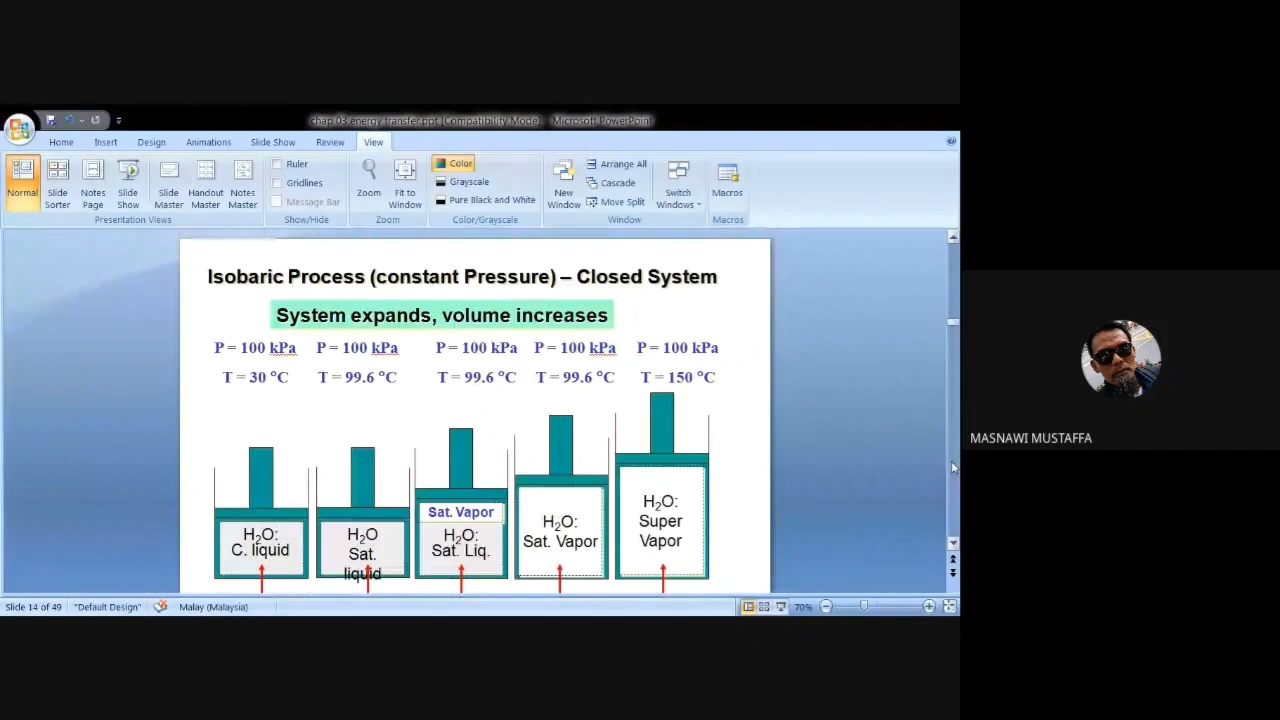 chap 03 energy transfer.ppt [Compatibility Mode] - Microsoft PowerPoint
Home Insert Design Animations Slide Show Review View
Normal
Slide Sorter
Notes Page
Slide Show
Slide Master
Handout Master
Notes Master
Presentation Views
Ruler
Gridlines
Message Bar
Show/Hide
Zoom
Fit to Window
Zoom
Color
Grayscale
Pure Black and White
Color/Grayscale
New Window
Arrange All
Cascade
Move Split
Switch Windows
Window
Macros
Macros
Isobaric Process (constant Pressure) – Closed System
System expands, volume increases
P = 100 kPa P = 100 kPa P = 100 kPa P = 100 kPa P = 100 kPa
T = 30 °C T = 99.6 °C T = 99.6 °C T = 99.6 °C T = 150 °C
H₂O:
C. liquid
H₂O
Sat.
liquid
Sat. Vapor
H₂O:
Sat. Liq.
H₂O:
Sat. Vapor
H₂O:
Super
Vapor
MASNAWI MUSTAFFA
Slide 14 of 49 "Default Design" Malay (Malaysia) 70%